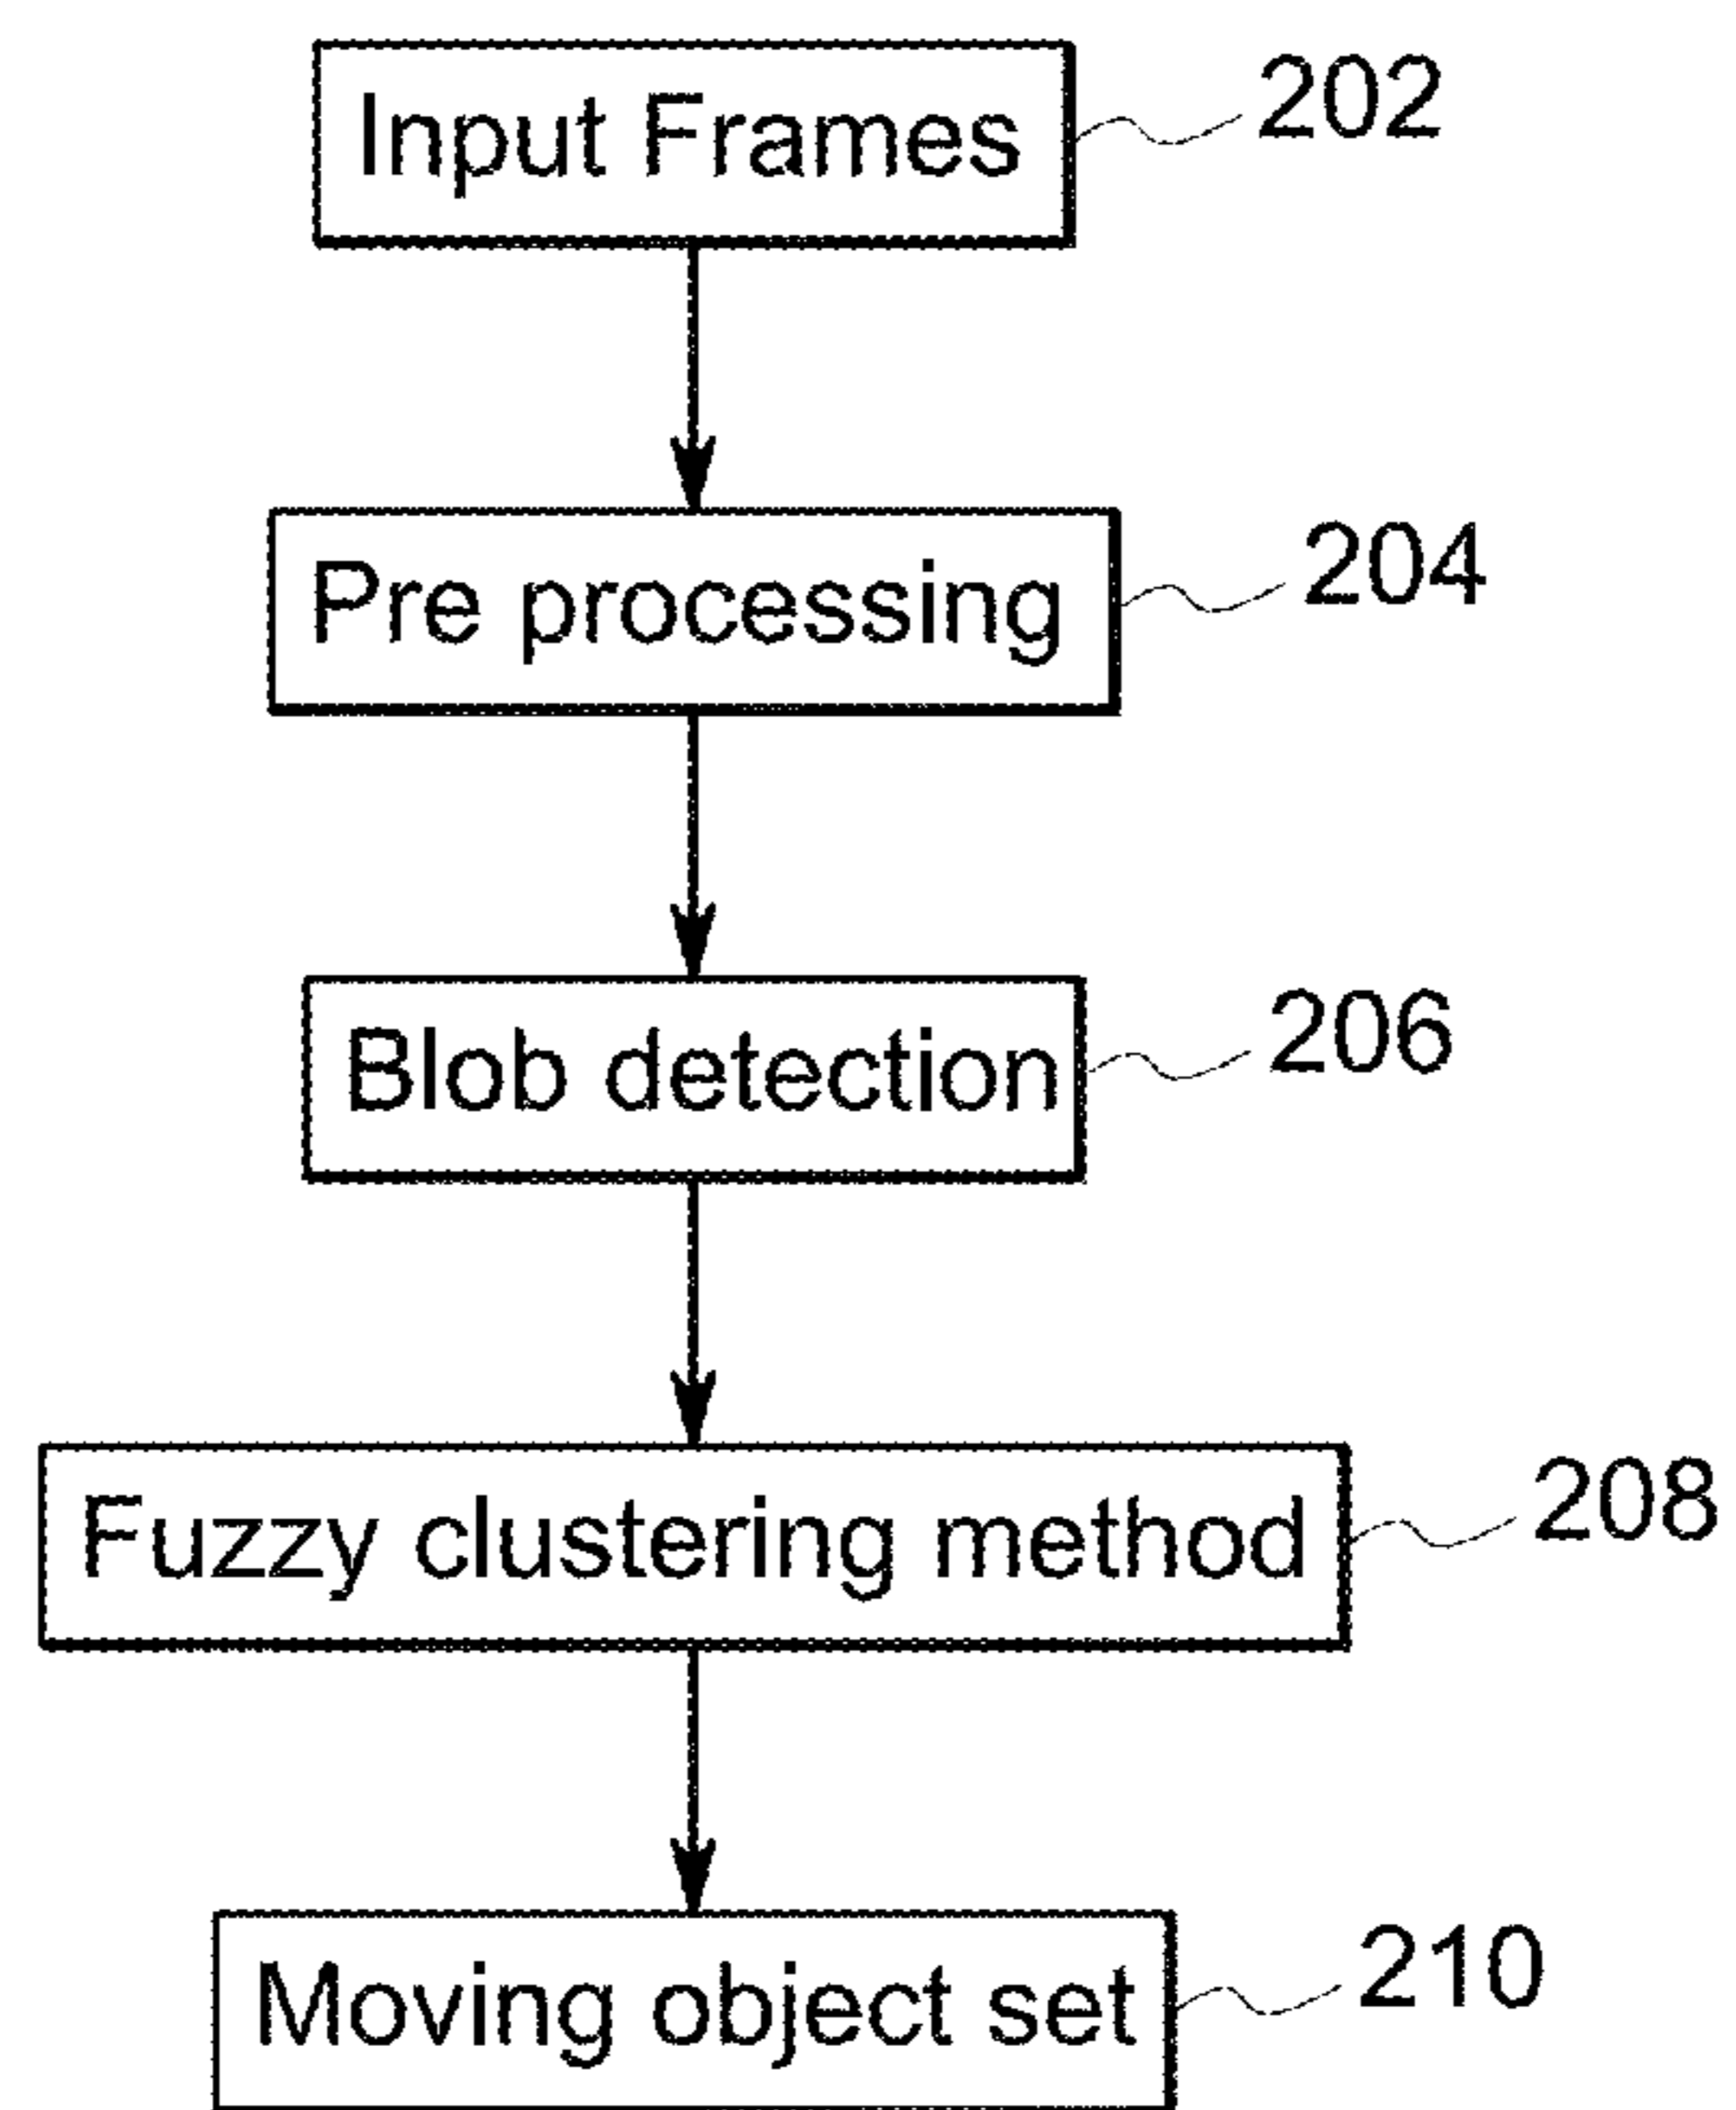 Input Frames 202
Pre processing 204
Blob detection 206
Fuzzy clustering method 208
Moving object set 210